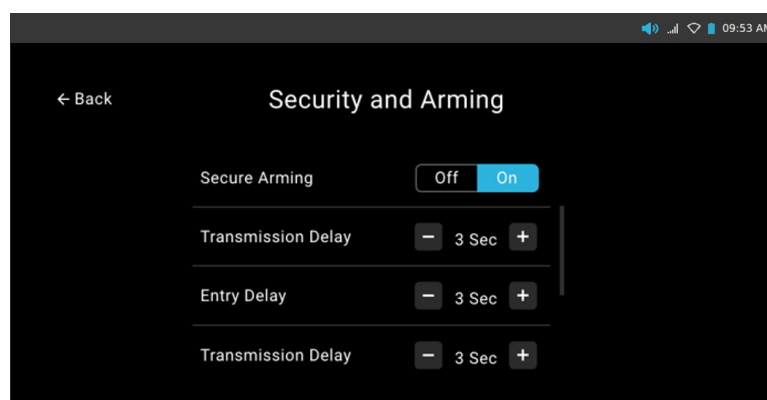 09:53 AM
← Back
Security and Arming
Secure Arming Off On
Transmission Delay − 3 Sec +
Entry Delay − 3 Sec +
Transmission Delay − 3 Sec +